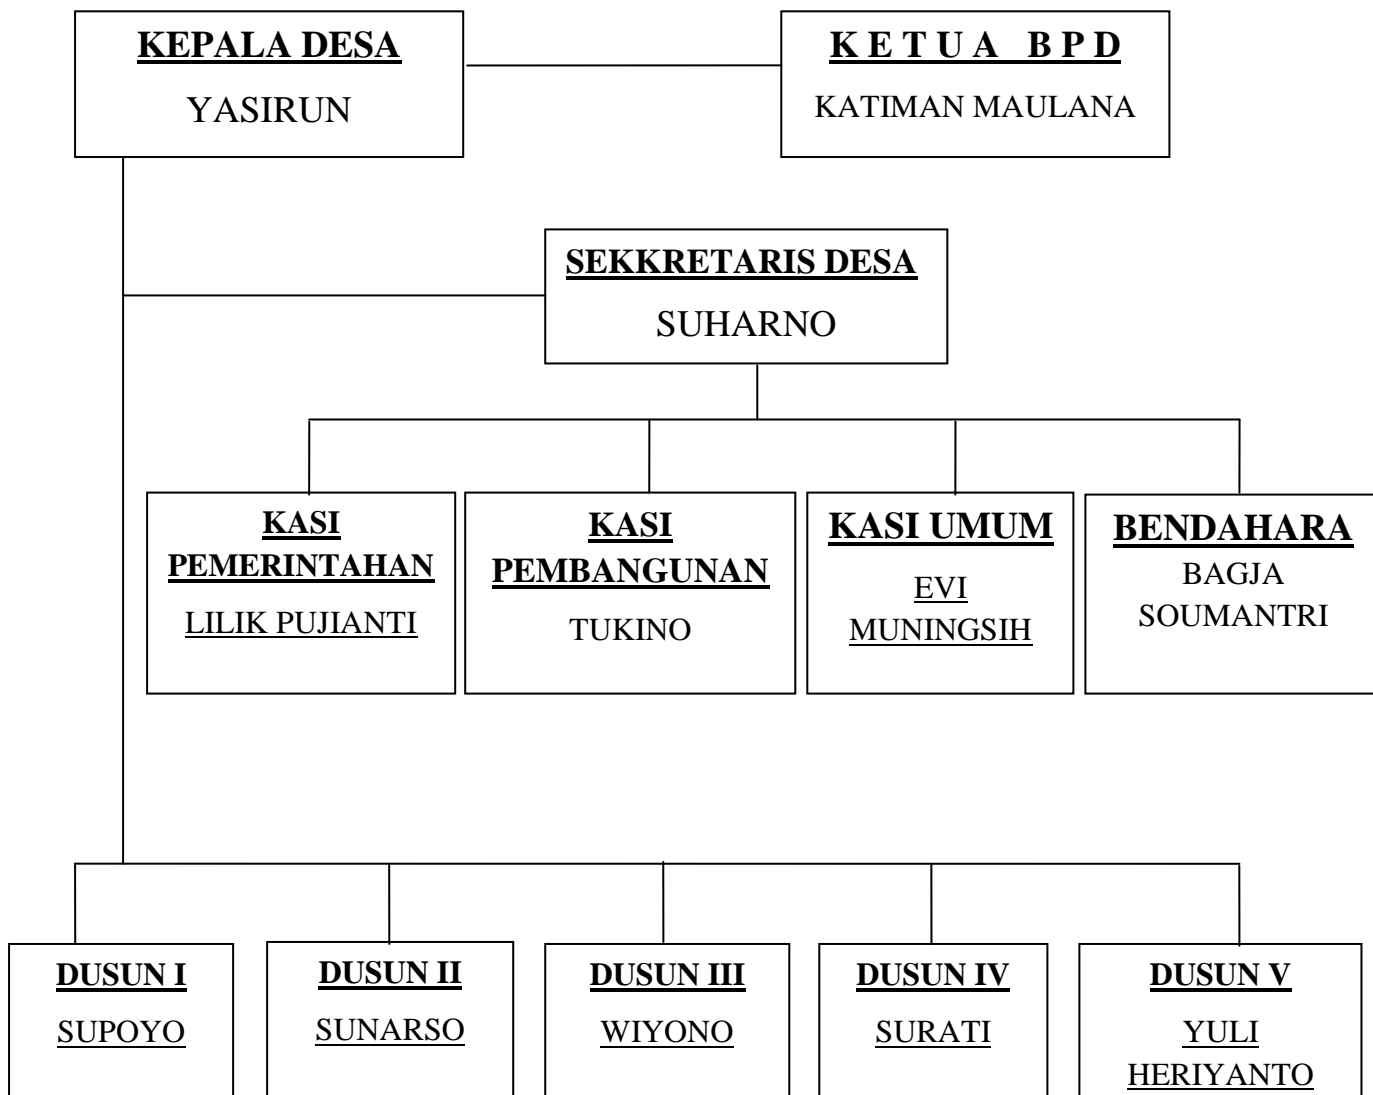 KEPALA DESA
YASIRUN
K E T U A B P D
KATIMAN MAULANA
SEKKRETARIS DESA
SUHARNO
KASI
PEMERINTAHAN
LILIK PUJIANTI
KASI
PEMBANGUNAN
TUKINO
KASI UMUM
EVI
MUNINGSIH
BENDAHARA
BAGJA
SOUMANTRI
DUSUN I
SUPOYO
DUSUN II
SUNARSO
DUSUN III
WIYONO
DUSUN IV
SURATI
DUSUN V
YULI
HERIYANTO